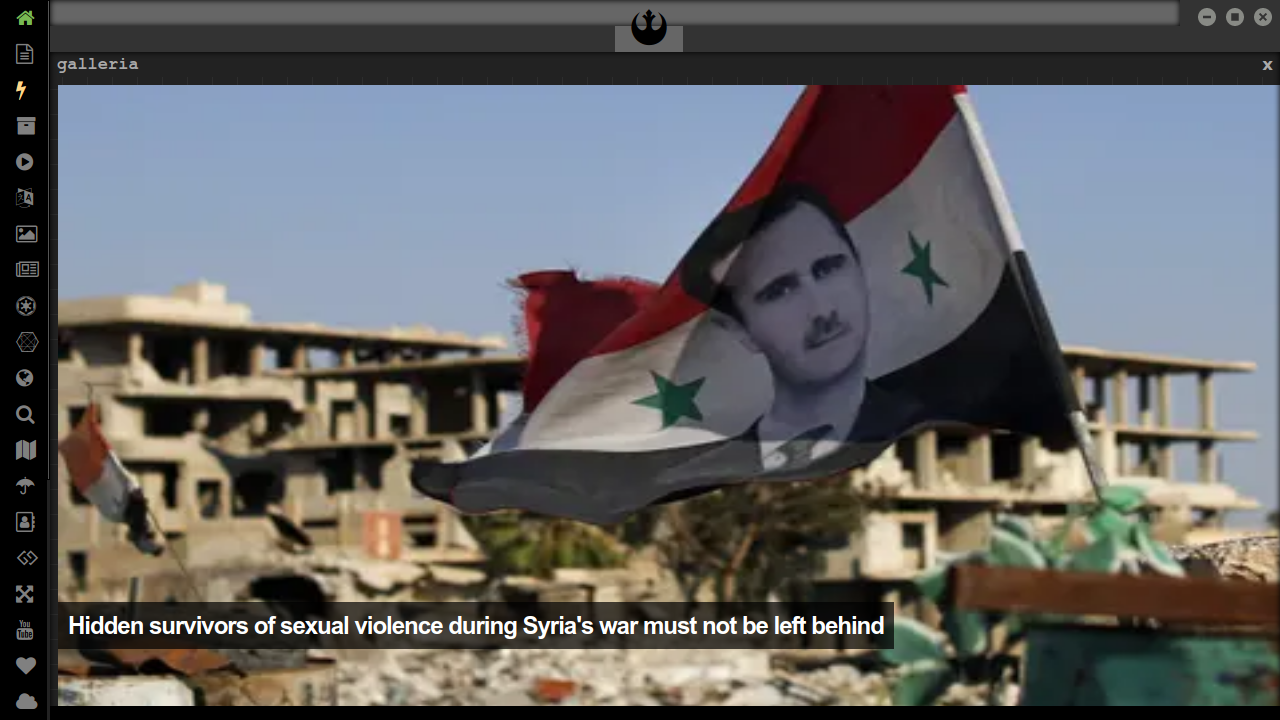 galleria
x
Hidden survivors of sexual violence during Syria's war must not be left behind
You
Tube